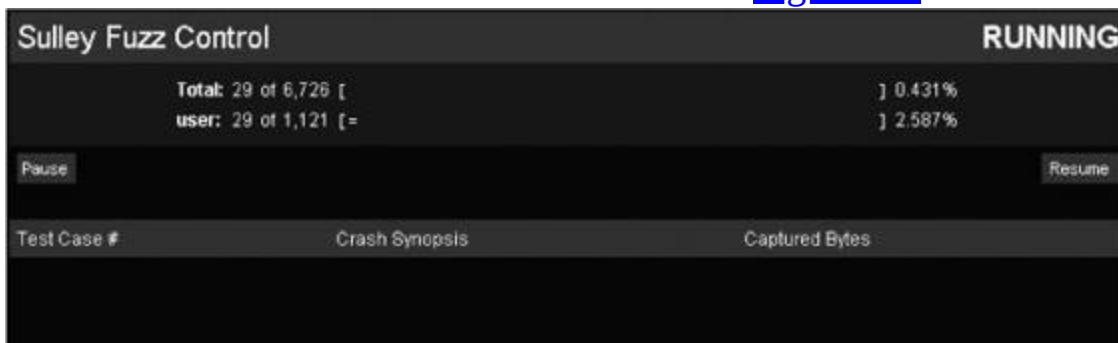 Sulley Fuzz Control RUNNING
Total: 29 of 6,726 [ ] 0.431%
user: 29 of 1,121 [= ] 2.587%
Pause Resume
Test Case # Crash Synopsis Captured Bytes